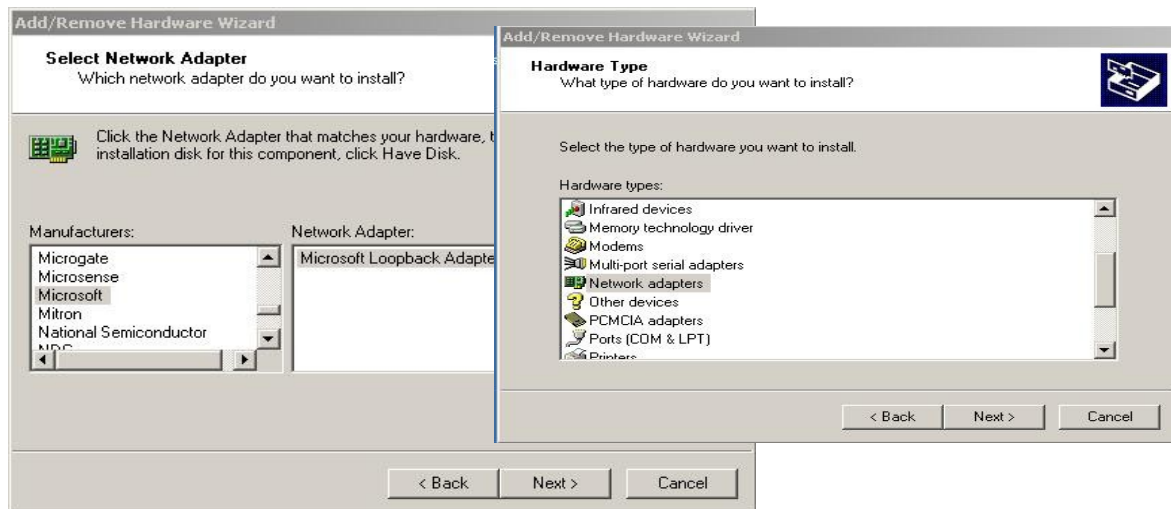 Add/Remove Hardware Wizard
Select Network Adapter
Which network adapter do you want to install?
Click the Network Adapter that matches your hardware,
installation disk for this component, click Have Disk.
Manufacturers:
Microgate
Microsense
Microsoft
Mitron
National Semiconductor
Network Adapter:
Microsoft Loopback Adapte
< Back
Next >
Cancel
Add/Remove Hardware Wizard
Hardware Type
What type of hardware do you want to install?
Select the type of hardware you want to install.
Hardware types:
Infrared devices
Memory technology driver
Modems
Multi-port serial adapters
Network adapters
Other devices
PCMCIA adapters
Ports (COM & LPT)
Printers
< Back
Next >
Cancel